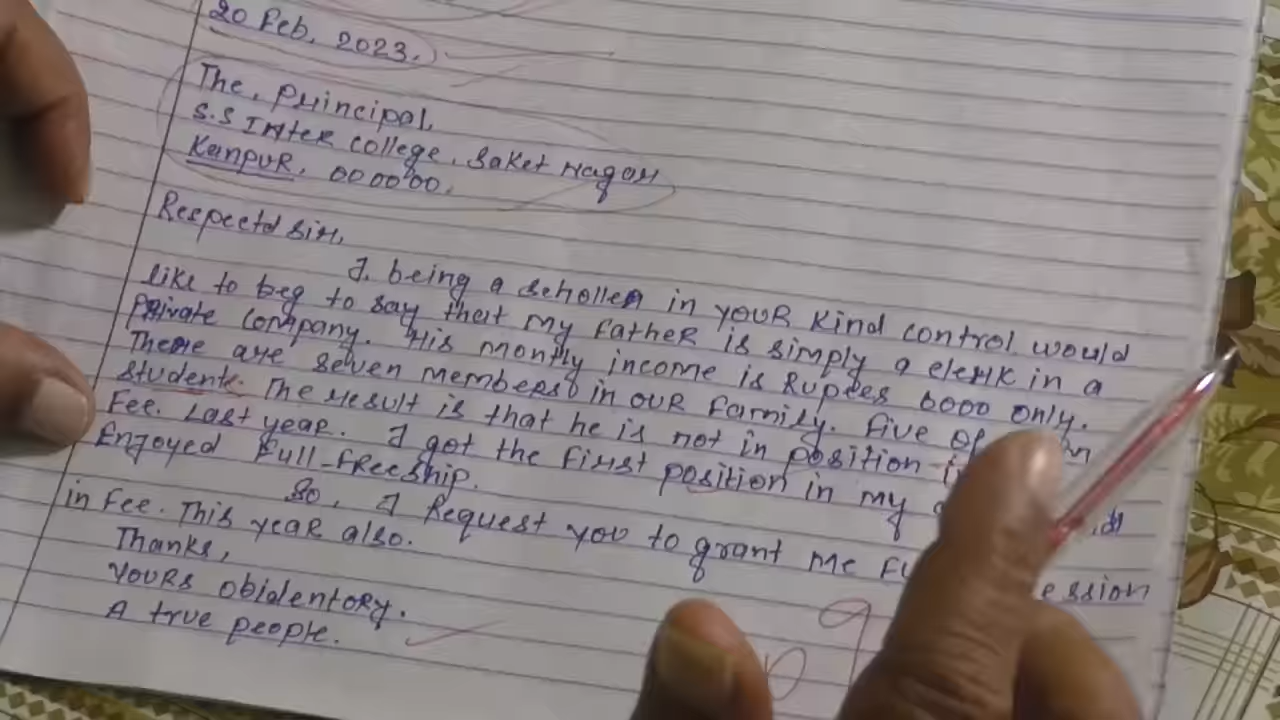 20 Feb, 2023.
The, Principal,
S.S Inter college, Saket Nagar
Kanpur, 000000.
Respectd sir,
I. being a scholler in your kind control. would
like to beg to say that my father is simply a clerk in a
private company. His montly income is Rupees 6000 only.
There are seven members in our family. five of
students. The result is that he is not in position
Fee. Last year. I got the first position in my
Enjoyed full-freeship.
So, I Request you to grant me
in Fee. This year also.
Thanks,
Yours obidentory.
A true people.